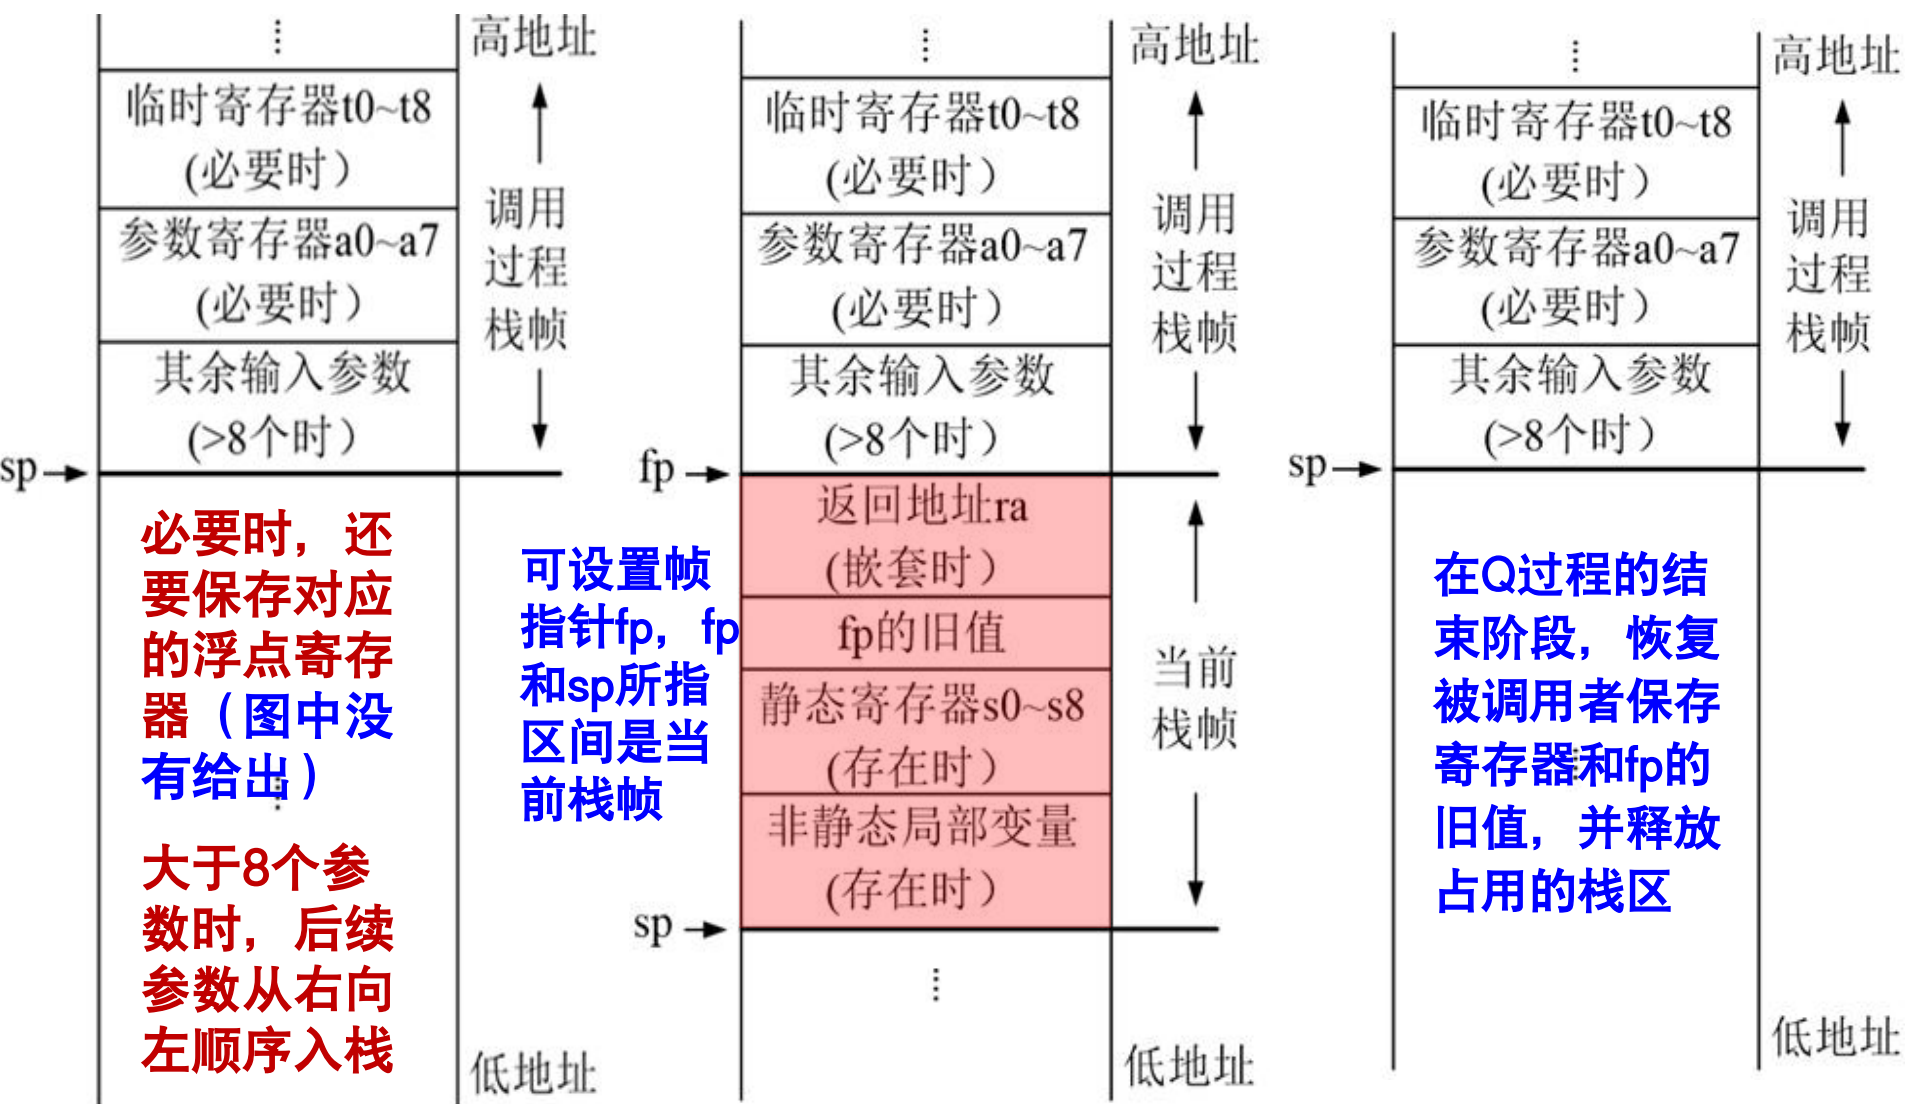 高地址
临时寄存器t0~t8
(必要时)
参数寄存器a0~a7
(必要时)
其余输入参数
(>8个时)
调用
过程
栈帧
sp
必要时，还
要保存对应
的浮点寄存
器（图中没
有给出）
大于8个参
数时，后续
参数从右向
左顺序入栈
低地址
高地址
临时寄存器t0~t8
(必要时)
参数寄存器a0~a7
(必要时)
其余输入参数
(>8个时)
调用
过程
栈帧
fp
可设置帧
指针fp，fp
和sp所指
区间是当
前栈帧
返回地址ra
(嵌套时)
fp的旧值
静态寄存器s0~s8
(存在时)
非静态局部变量
(存在时)
当前
栈帧
sp
低地址
高地址
临时寄存器t0~t8
(必要时)
参数寄存器a0~a7
(必要时)
其余输入参数
(>8个时)
调用
过程
栈帧
sp
在Q过程的结
束阶段，恢复
被调用者保存
寄存器和fp的
旧值，并释放
占用的栈区
低地址